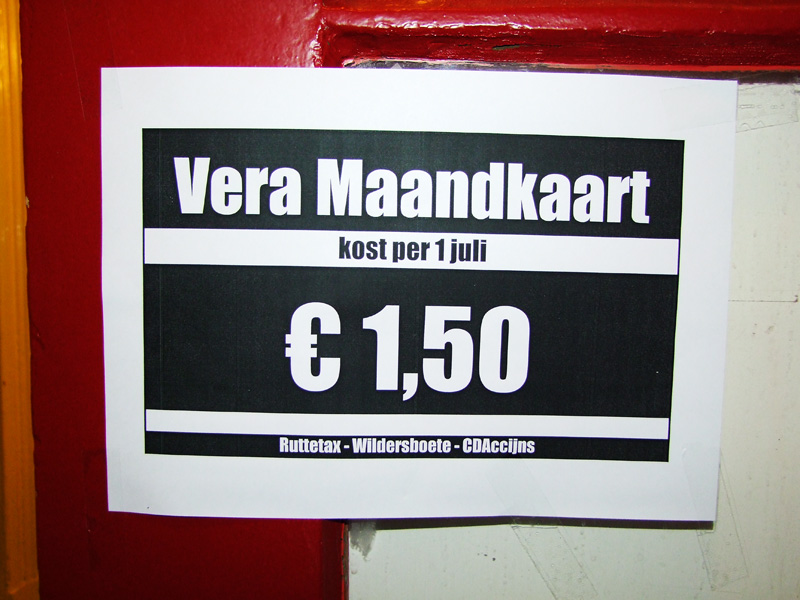 Vera Maandkaart
kost per 1 juli
€ 1,50
Ruttetax - Wildersboete - CDAccijns